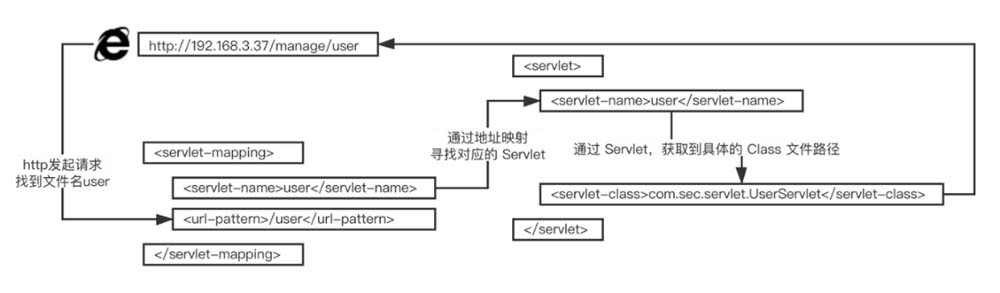 http://192.168.3.37/manage/user
<servlet>
<servlet-name>user</servlet-name>
通过地址映射
寻找对应的 Servlet
通过 Servlet，获取到具体的 Class 文件路径
http发起请求
找到文件名user
<servlet-mapping>
<servlet-name>user</servlet-name>
<servlet-class>com.sec.servlet.UserServlet</servlet-class>
<url-pattern>/user</url-pattern>
</servlet>
</servlet-mapping>